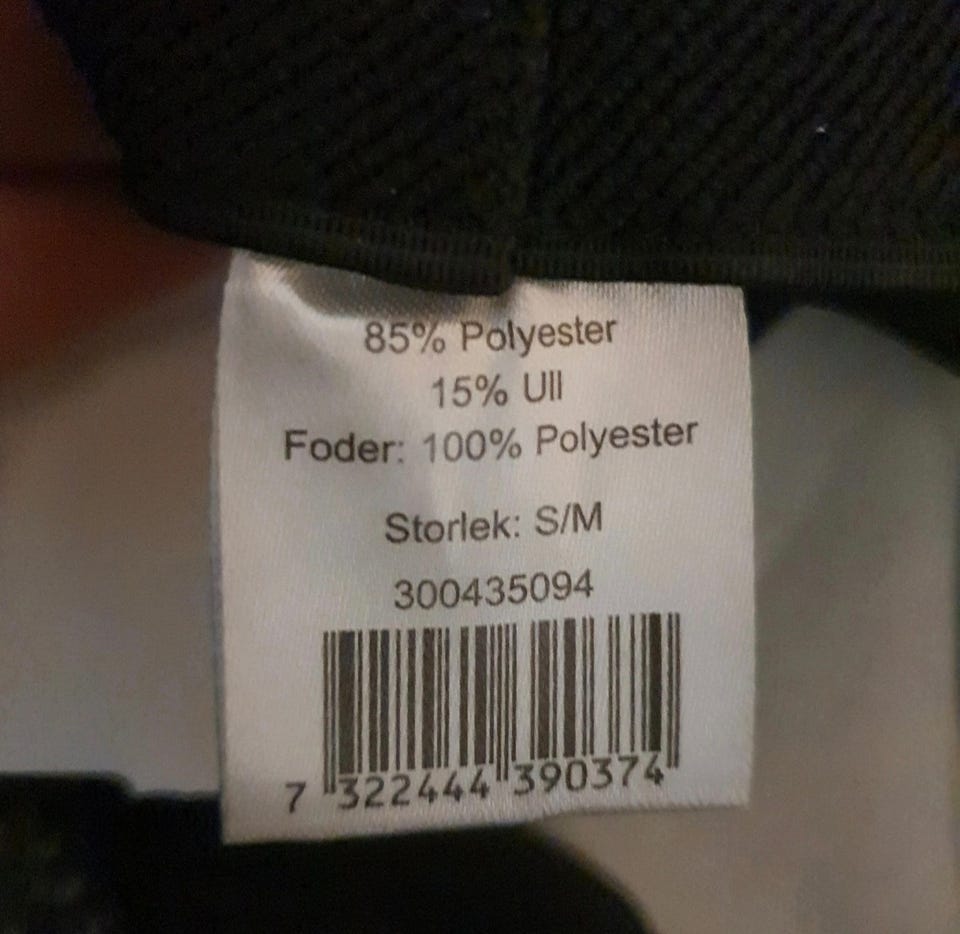 85% Polyester
15% Ull
Foder: 100% Polyester
Storlek: S/M
300435094
7 322444 390374